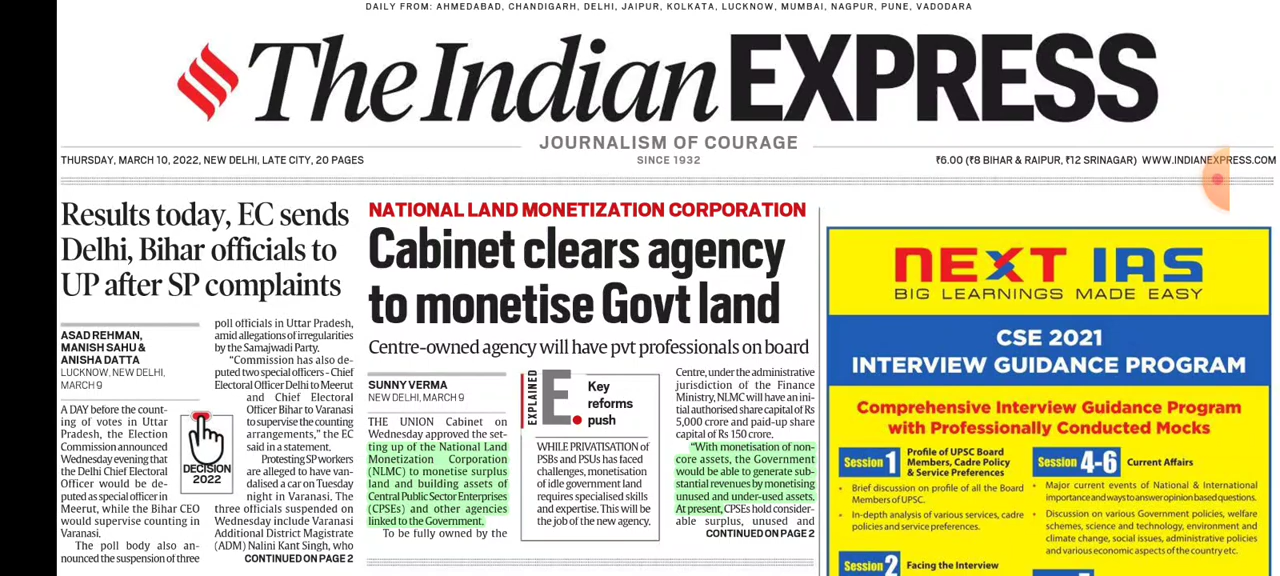 DAILY FROM: AHMEDABAD, CHANDIGARH, DELHI, JAIPUR, KOLKATA, LUCKNOW, MUMBAI, NAGPUR, PUNE, VADODARA
The Indian EXPRESS
JOURNALISM OF COURAGE
THURSDAY, MARCH 10, 2022, NEW DELHI, LATE CITY, 20 PAGES
SINCE 1932
₹6.00 (₹8 BIHAR & RAIPUR, ₹12 SRINAGAR) WWW.INDIANEXPRESS.COM
Results today, EC sends
Delhi, Bihar officials to
UP after SP complaints
ASAD REHMAN,
MANISH SAHU &
ANISHA DATTA
LUCKNOW, NEW DELHI,
MARCH 9
A DAY before the count-
ing of votes in Uttar
Pradesh, the Election
Commission announced
Wednesday evening that
the Delhi Chief Electoral
Officer would be de-
puted as special officer in
Meerut, while the Bihar CEO
would supervise counting in
Varanasi.
The poll body also an-
nounced the suspension of three
poll officials in Uttar Pradesh,
amid allegations of irregularities
by the Samajwadi Party.
“Commission has also de-
puted two special officers – Chief
Electoral Officer Delhi to Meerut
and Chief Electoral
Officer Bihar to Varanasi
to supervise the counting
arrangements,” the EC
said in a statement.
Protesting SP workers
are alleged to have van-
dalised a car on Tuesday
night in Varanasi. The
three officials suspended on
Wednesday include Varanasi
Additional District Magistrate
(ADM) Nalini Kant Singh, who
CONTINUED ON PAGE 2
DECISION
2022
NATIONAL LAND MONETIZATION CORPORATION
Cabinet clears agency
to monetise Govt land
Centre-owned agency will have pvt professionals on board
SUNNY VERMA
NEW DELHI, MARCH 9
THE UNION Cabinet on
Wednesday approved the set-
ting up of the National Land
Monetization Corporation
(NLMC) to monetise surplus
land and building assets of
Central Public Sector Enterprises
(CPSEs) and other agencies
linked to the Government.
To be fully owned by the
EXPLAINED
E.
Key
reforms
push
WHILE PRIVATISATION of
PSBs and PSUs has faced
challenges, monetisation
of idle government land
requires specialised skills
and expertise. This will be
the job of the new agency.
Centre, under the administrative
jurisdiction of the Finance
Ministry, NLMC will have an ini-
tial authorised share capital of Rs
5,000 crore and paid-up share
capital of Rs 150 crore.
“With monetisation of non-
core assets, the Government
would be able to generate sub-
stantial revenues by monetising
unused and under-used assets.
At present, CPSEs hold consider-
able surplus, unused and
CONTINUED ON PAGE 2
NEXT IAS
BIG LEARNINGS MADE EASY
CSE 2021
INTERVIEW GUIDANCE PROGRAM
Comprehensive Interview Guidance Program
with Professionally Conducted Mocks
Session 1
Profile of UPSC Board
Members, Cadre Policy
& Service Preferences
• Brief discussion on profile of all the Board
Members of UPSC.
• In-depth analysis of various services, cadre
policies and service preferences.
Session 2
Facing the Interview
Session 4-6
Current Affairs
• Major current events of National & International
importance and ways to answer opinion based questions.
• Discussion on various Government policies, welfare
schemes, science and technology, environment and
climate change, social issues, administrative policies
and various economic aspects of the country etc.